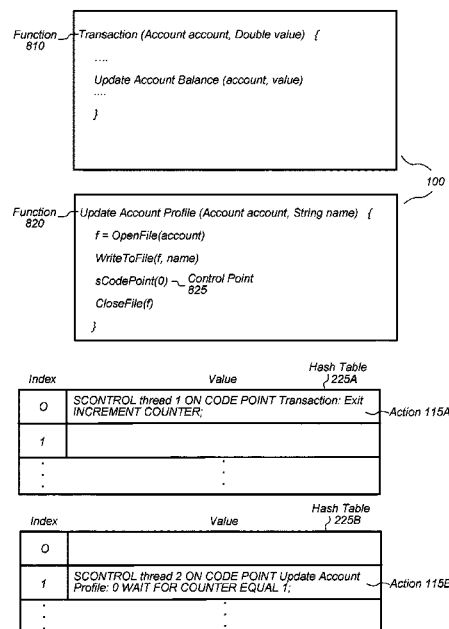 Function 810
Transaction (Account account, Double value) {
....
Update Account Balance (account, value)
....
}
100
Function 820
Update Account Profile (Account account, String name) {
f = OpenFile(account)
WriteToFile(f, name)
sCodePoint(0)
Control Point 825
CloseFile(f)
}
Hash Table 225A
Index Value
0 SCONTROL thread 1 ON CODE POINT Transaction: Exit
INCREMENT COUNTER;
Action 115A
1
Hash Table 225B
Index Value
0
1 SCONTROL thread 2 ON CODE POINT Update Account
Profile: 0 WAIT FOR COUNTER EQUAL 1;
Action 115B